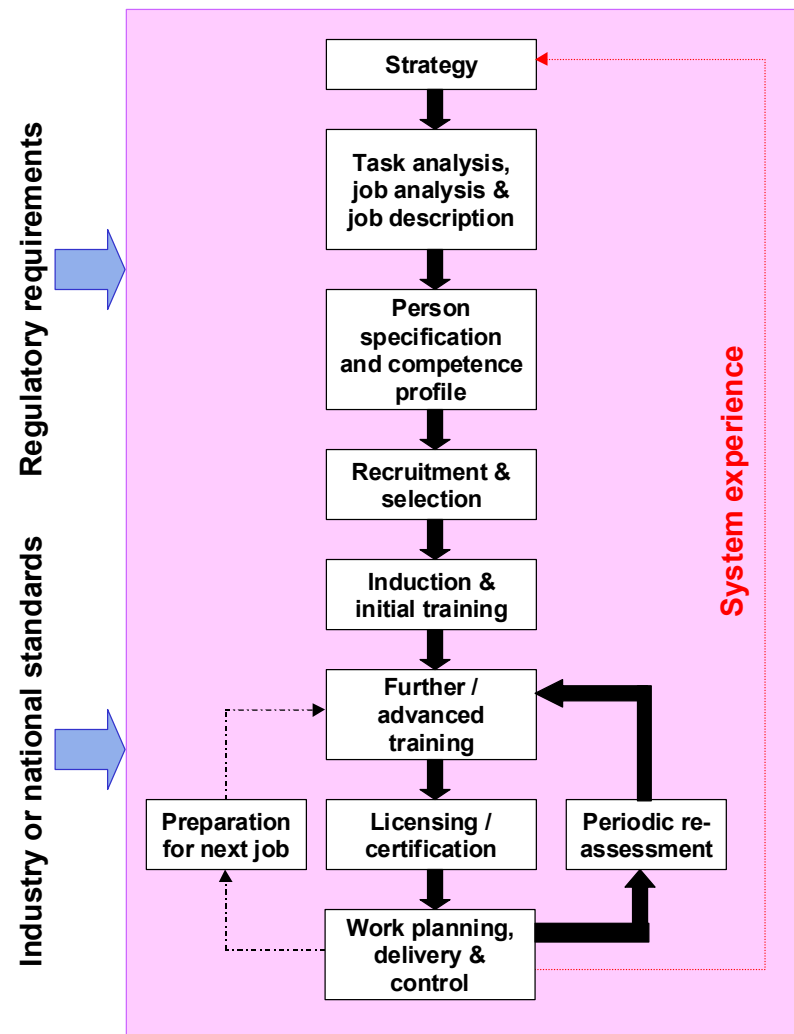 Strategy
Task analysis,
job analysis &
job description
Person
specification
and competence
profile
Recruitment &
selection
Induction &
initial training
Further /
advanced
training
Preparation
for next job
Licensing /
certification
Periodic re-
assessment
Work planning,
delivery &
control
Regulatory requirements
Industry or national standards
System experience